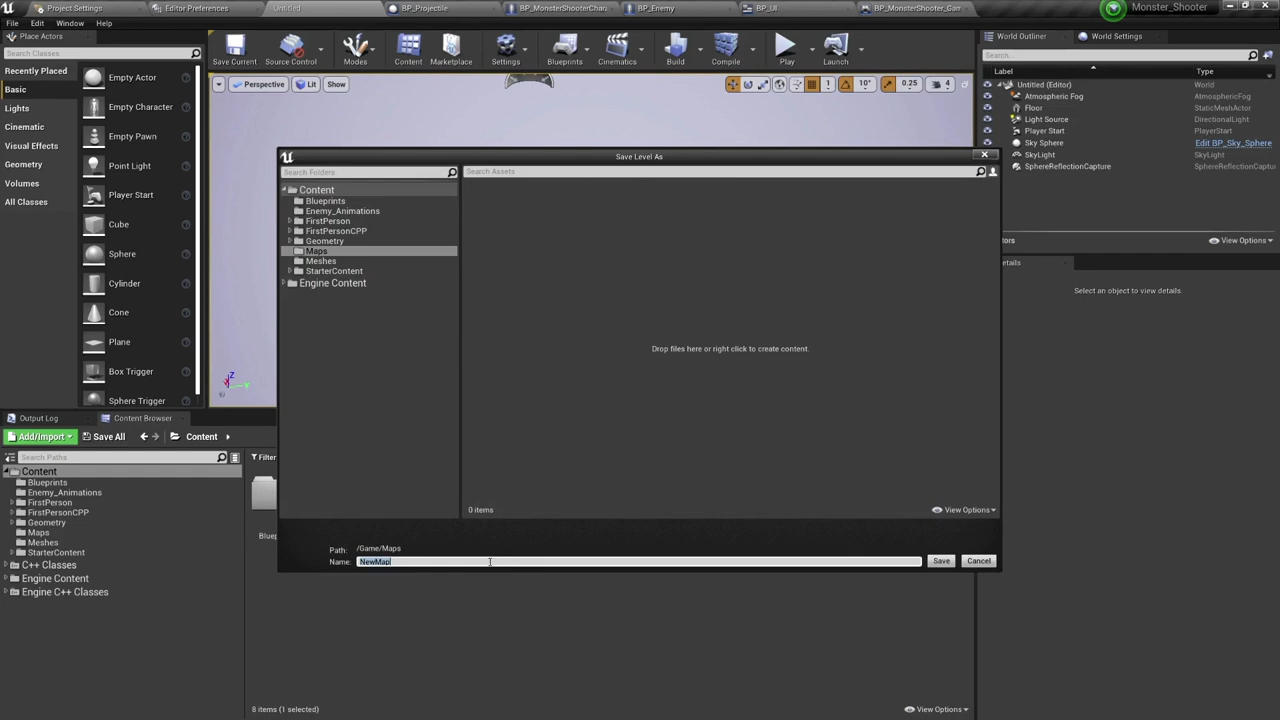 Project Settings
Editor Preferences
Untitled
BP_Projectile
BP_MonsterShooterChara
BP_Enemy
BP_UI
BP_MonsterShooter_Gam
Monster_Shooter
File
Edit
Window
Help
Place Actors
Search Classes
Recently Placed
Basic
Lights
Cinematic
Visual Effects
Geometry
Volumes
All Classes
Empty Actor
Empty Character
Empty Pawn
Point Light
Player Start
Cube
Sphere
Cylinder
Cone
Plane
Box Trigger
Sphere Trigger
Save Current
Source Control
Modes
Content
Marketplace
Settings
Blueprints
Cinematics
Build
Compile
Play
Launch
Perspective
Lit
Show
1
10°
0.25
4
Z
Y
World Outliner
World Settings
Search...
Label
Type
Untitled (Editor)
World
Atmospheric Fog
AtmosphericFog
Floor
StaticMeshActor
Light Source
DirectionalLight
Player Start
PlayerStart
Sky Sphere
Edit BP_Sky_Sphere
SkyLight
SkyLight
SphereReflectionCapture
SphereReflectionCaptu
tors
View Options
etails
Select an object to view details.
Save Level As
Search Folders
Search Assets
Content
Blueprints
Enemy_Animations
FirstPerson
FirstPersonCPP
Geometry
Maps
Meshes
StarterContent
Engine Content
Drop files here or right click to create content.
0 items
View Options
Path:
/Game/Maps
Name:
NewMap
Save
Cancel
Output Log
Content Browser
Add/Import
Save All
Content
Search Paths
Filter
Content
Blueprints
Enemy_Animations
FirstPerson
FirstPersonCPP
Geometry
Maps
Meshes
StarterContent
C++ Classes
Engine Content
Engine C++ Classes
Bluep
8 items (1 selected)
View Options